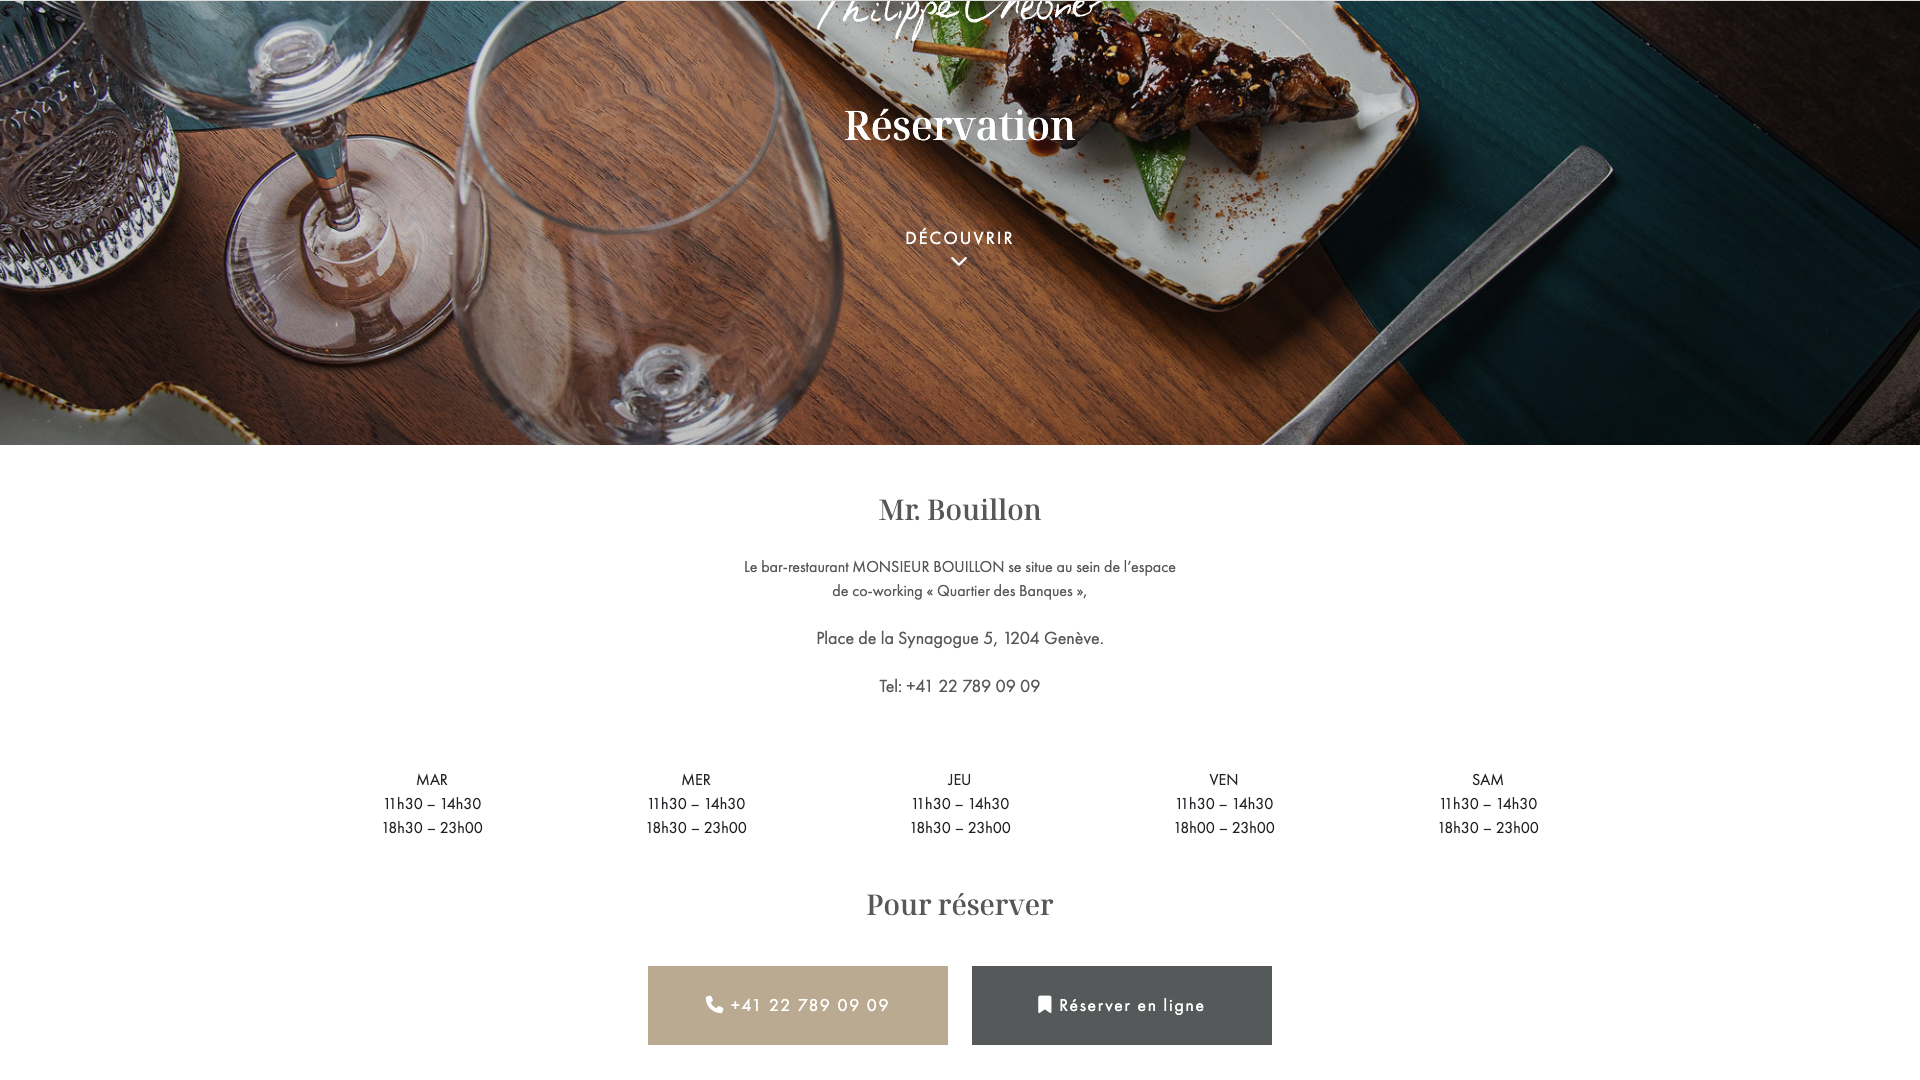 Philippe Chevrier
Réservation
DÉCOUVRIR
Mr. Bouillon
Le bar-restaurant MONSIEUR BOUILLON se situe au sein de l’espace
de co-working « Quartier des Banques »,
Place de la Synagogue 5, 1204 Genève.
Tel: +41 22 789 09 09
MAR
11h30 – 14h30
18h30 – 23h00
MER
11h30 – 14h30
18h30 – 23h00
JEU
11h30 – 14h30
18h30 – 23h00
VEN
11h30 – 14h30
18h00 – 23h00
SAM
11h30 – 14h30
18h30 – 23h00
Pour réserver
+41 22 789 09 09
Réserver en ligne